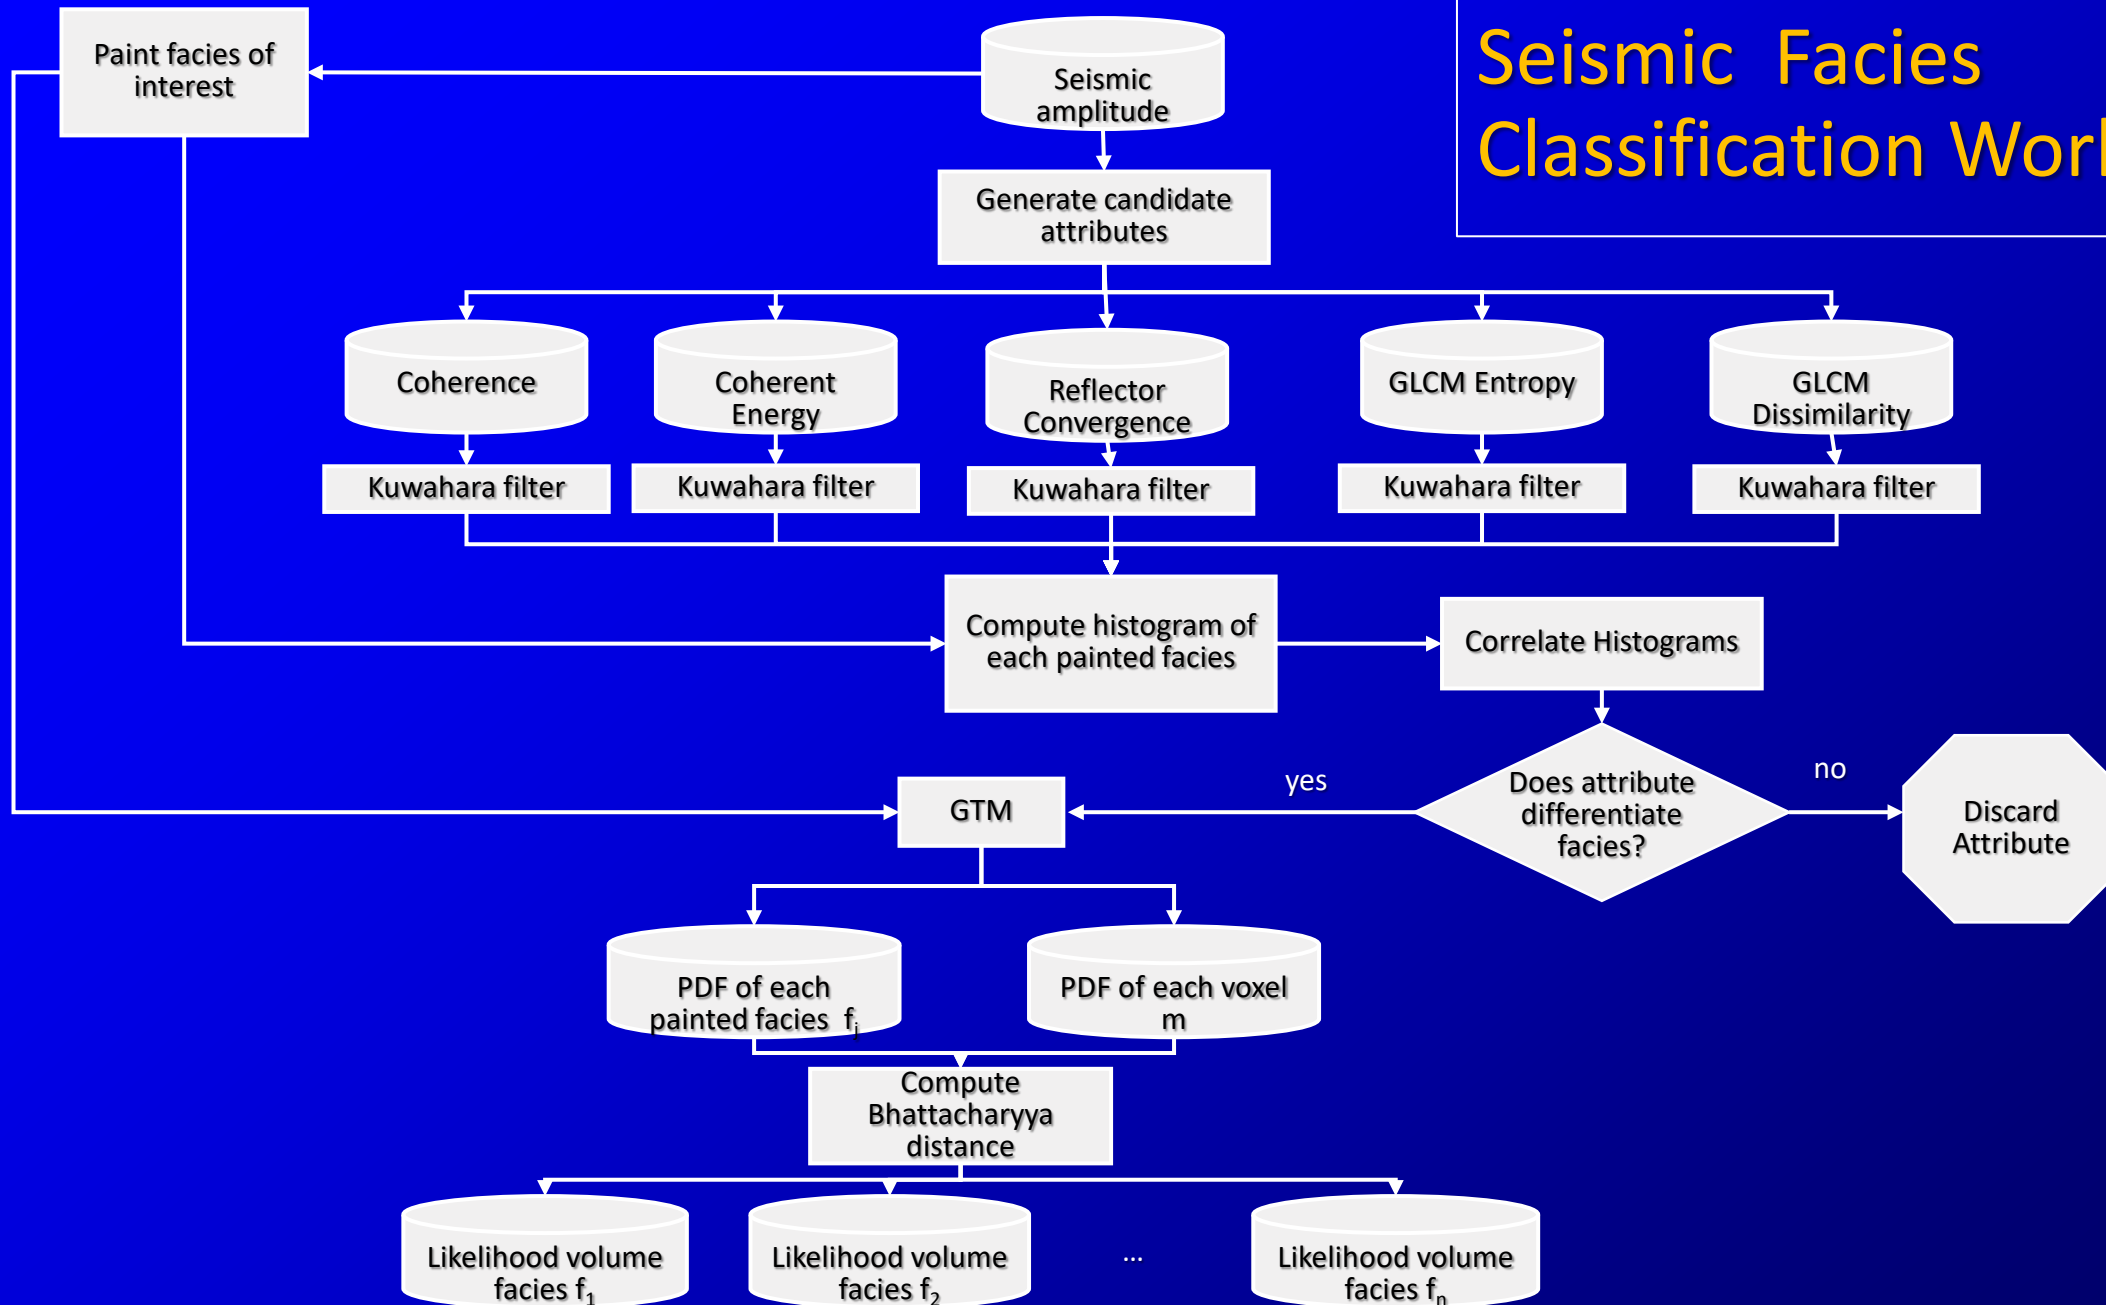 Seismic Facies
Classification Work
Paint facies of
interest
Seismic
amplitude
Generate candidate
attributes
Coherence
Coherent
Energy
Reflector
Convergence
GLCM Entropy
GLCM
Dissimilarity
Kuwahara filter
Kuwahara filter
Kuwahara filter
Kuwahara filter
Kuwahara filter
Compute histogram of
each painted facies
Correlate Histograms
Does attribute
differentiate
facies?
yes
no
GTM
Discard
Attribute
PDF of each
painted facies fᵢ
PDF of each voxel
m
Compute
Bhattacharyya
distance
Likelihood volume
facies f₁
Likelihood volume
facies f₂
...
Likelihood volume
facies fₙ